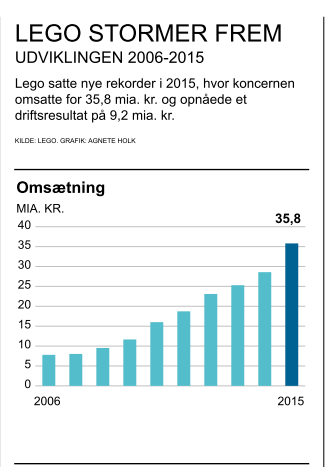 LEGO STORMER FREM
UDVIKLINGEN 2006-2015
Lego satte nye rekorder i 2015, hvor koncernen
omsatte for 35,8 mia. kr. og opnåede et
driftsresultat på 9,2 mia. kr.
KILDE: LEGO. GRAFIK: AGNETE HOLK
Omsætning
MIA. KR.
35,8
40
35
30
25
20
15
10
5
0
2006 2015